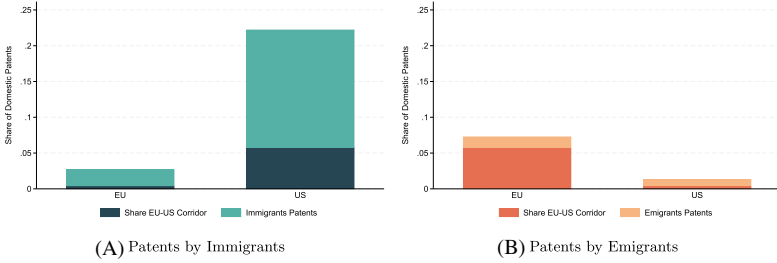 Share of Domestic Patents
.25
.2
.15
.1
.05
0
EU
US
Share EU-US Corridor
Immigrants Patents
(A) Patents by Immigrants
Share of Domestic Patents
.25
.2
.15
.1
.05
0
EU
US
Share EU-US Corridor
Emigrants Patents
(B) Patents by Emigrants